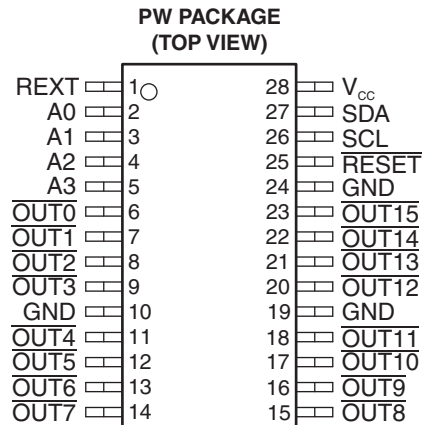 PW PACKAGE
(TOP VIEW)
REXT 1 28 VCC
A0 2 27 SDA
A1 3 26 SCL
A2 4 25 RESET
A3 5 24 GND
OUT0 6 23 OUT15
OUT1 7 22 OUT14
OUT2 8 21 OUT13
OUT3 9 20 OUT12
GND 10 19 GND
OUT4 11 18 OUT11
OUT5 12 17 OUT10
OUT6 13 16 OUT9
OUT7 14 15 OUT8